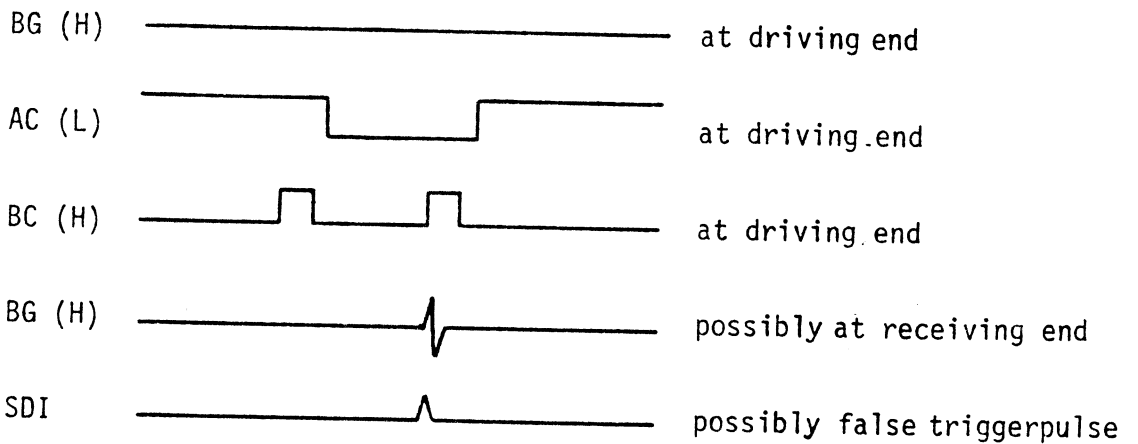 BG (H) at driving end
AC (L) at driving end
BC (H) at driving end
BG (H) possibly at receiving end
SDI possibly false triggerpulse